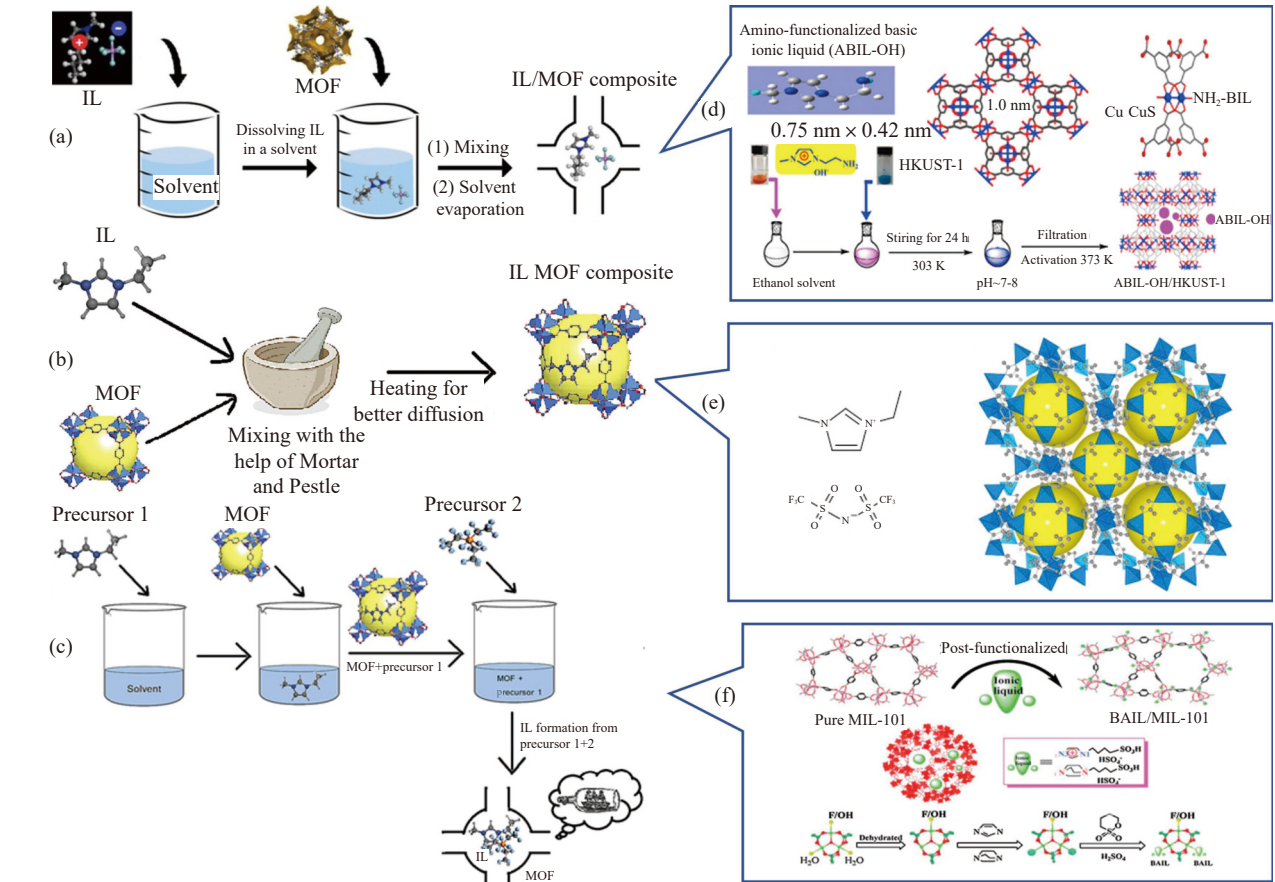 IL
MOF
IL/MOF composite
(a)
Dissolving IL
in a solvent
(1) Mixing
(2) Solvent
evaporation
Solvent
IL
IL MOF composite
(b)
MOF
Heating for
better diffusion
Mixing with the
help of Mortar
and Pestle
Precursor 1
MOF
Precursor 2
(c)
Solvent
MOF+precursor 1
MOF +
precursor 1
IL formation from
precursor 1+2
IL
MOF
(d)
Amino-functionalized basic
ionic liquid (ABIL-OH)
0.75 nm × 0.42 nm
NH2
OH-
HKUST-1
1.0 nm
Cu CuS
NH2-BIL
Stiring for 24 h
303 K
Filtration
Activation 373 K
Ethanol solvent
pH~7-8
ABIL-OH
ABIL-OH/HKUST-1
(e)
N
N+
F3C
O
O
CF3
S
S
O
N
O
(f)
Post-functionalized
Ionic
liquid
Pure MIL-101
BAIL/MIL-101
SO3H
HSO4-
SO3H
HSO4-
F/OH
F/OH
F/OH
F/OH
H2O
H2O
Dehydrated
N
N
N
N
O
O
S
O
H2SO4
BAIL
BAIL